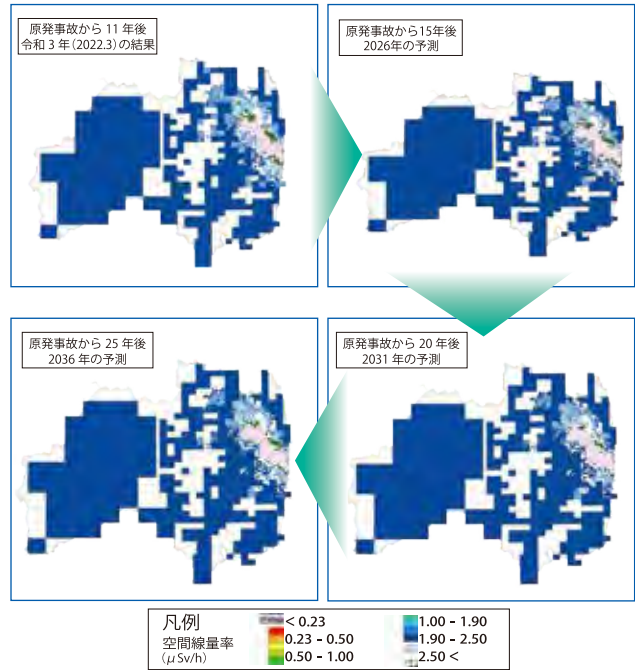 原発事故から 11 年後
令和 3 年(2022.3)の結果
原発事故から15年後
2026年の予測
原発事故から 25 年後
2036 年の予測
原発事故から 20 年後
2031 年の予測
凡例
空間線量率
(μSv/h)
< 0.23
0.23 - 0.50
0.50 - 1.00
1.00 - 1.90
1.90 - 2.50
2.50 <